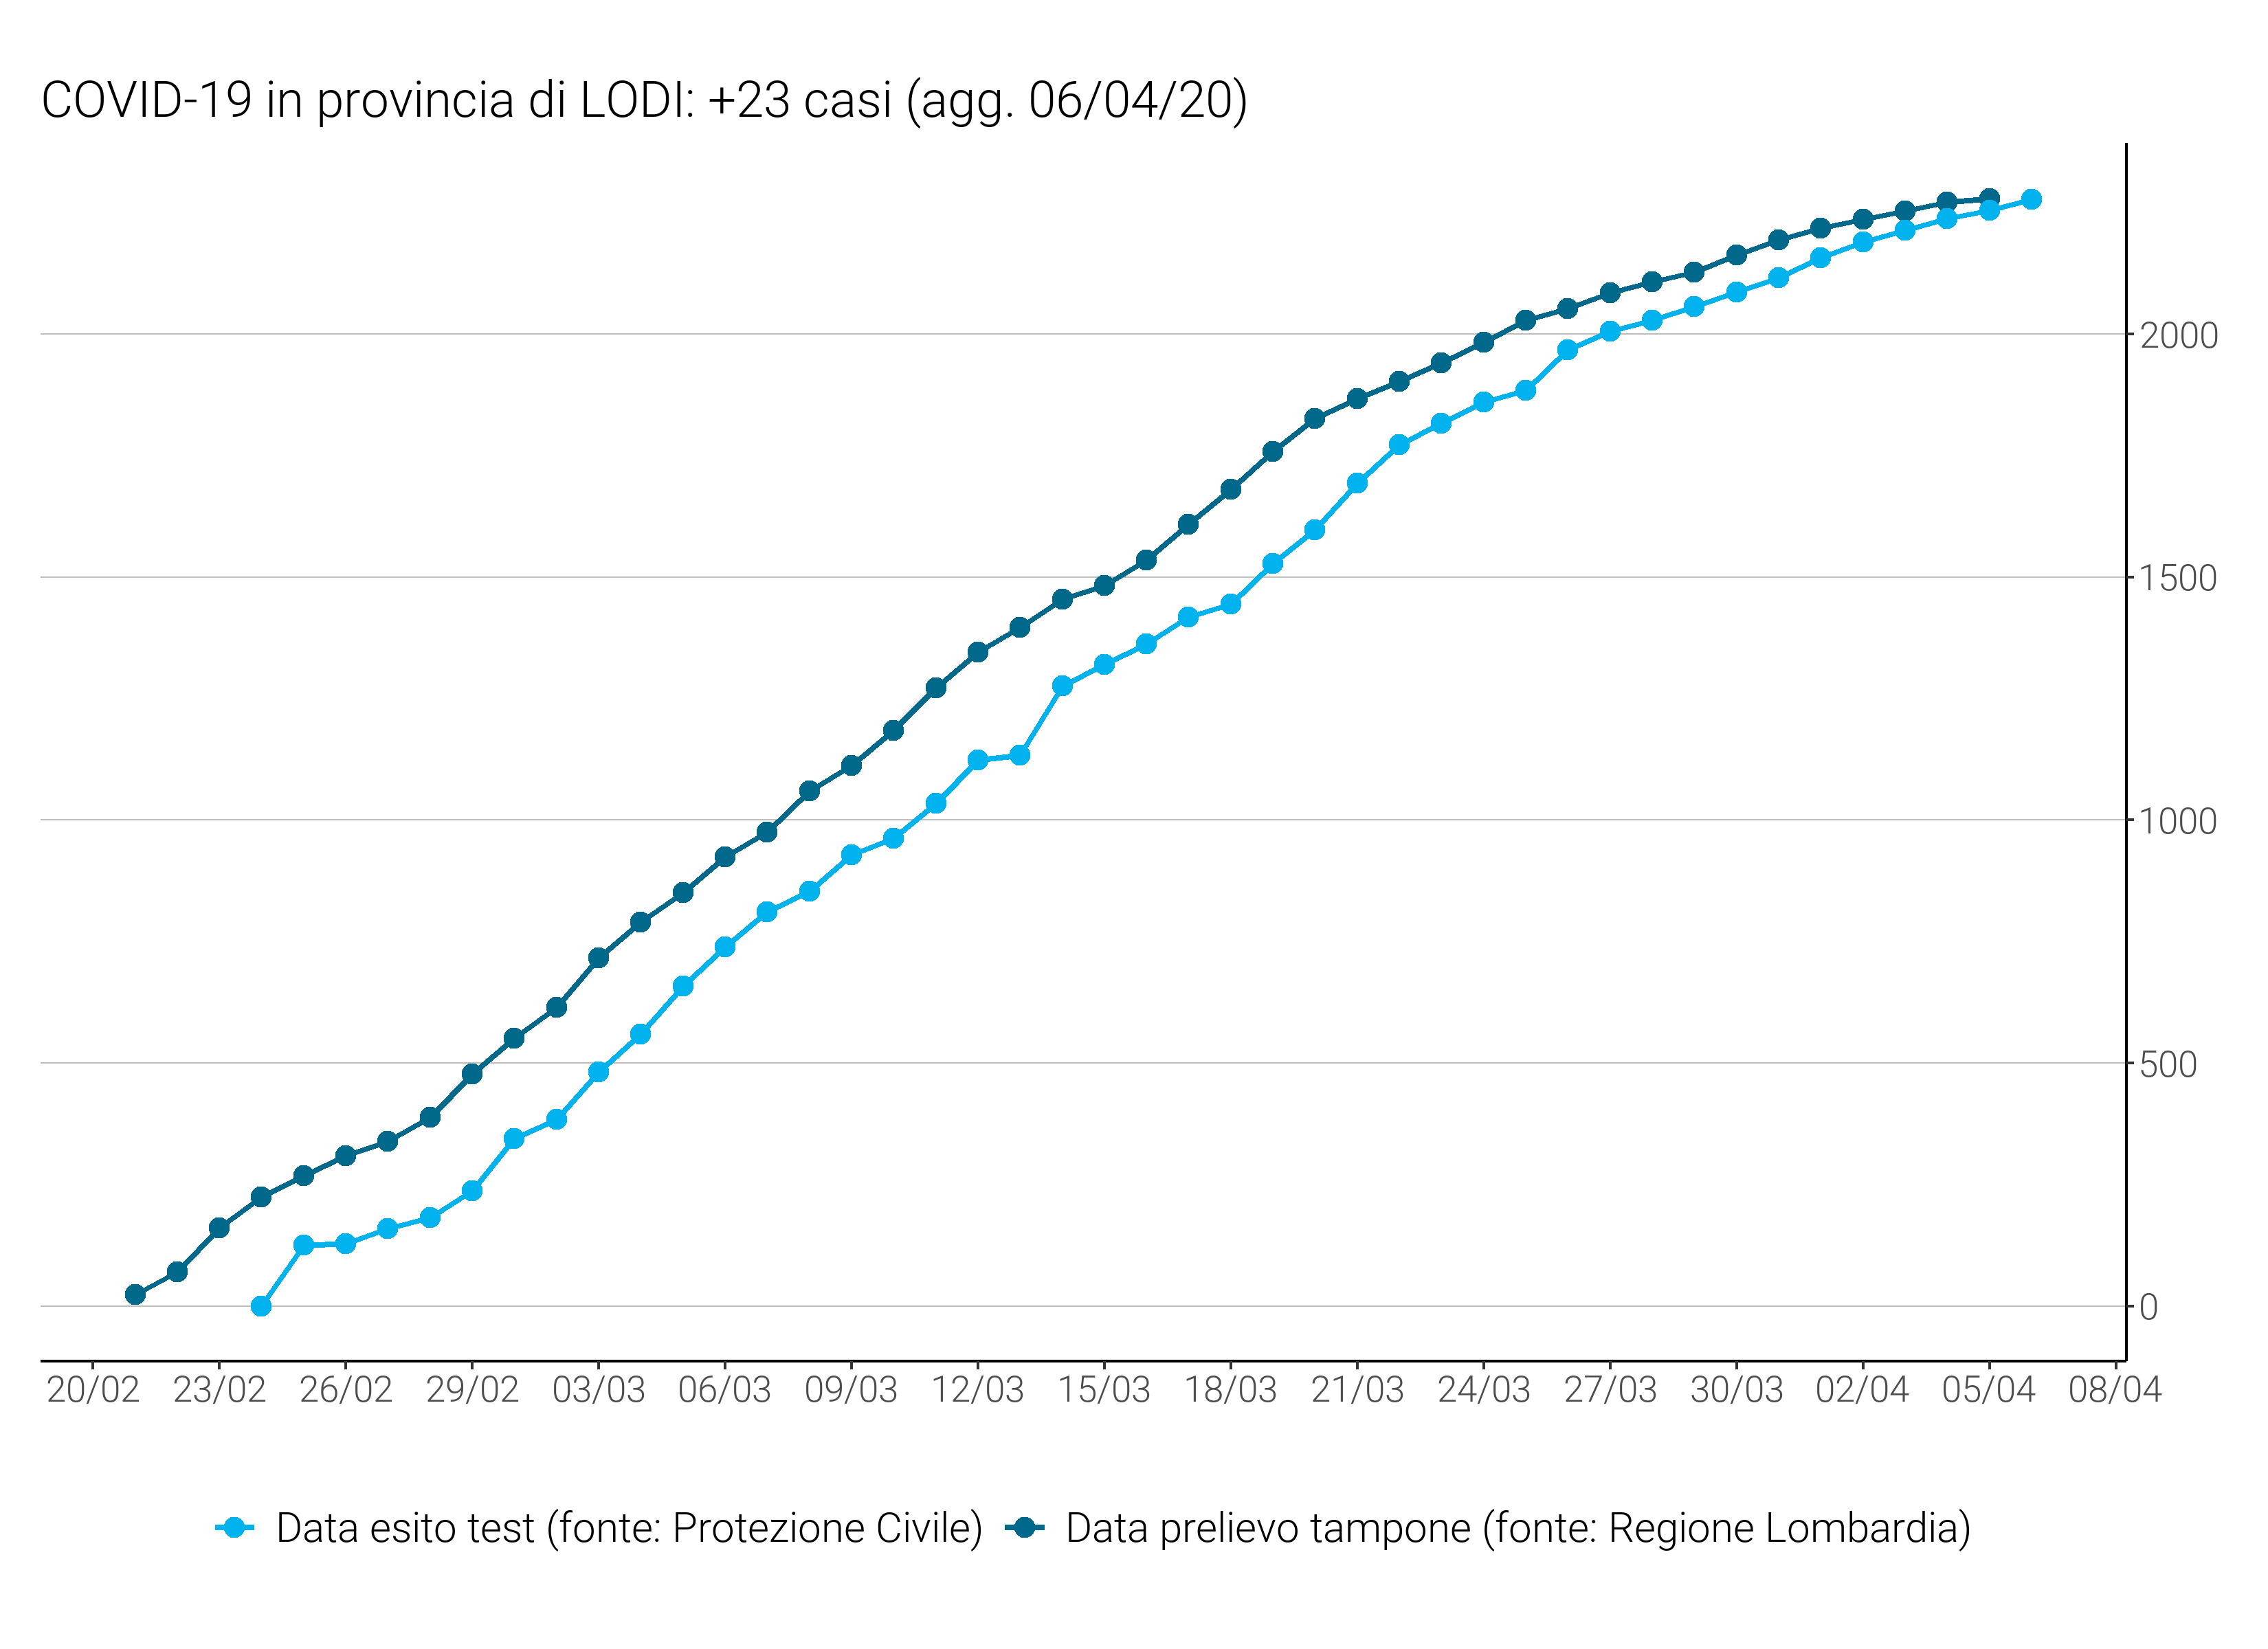 COVID-19 in provincia di LODI: +23 casi (agg. 06/04/20)
2000
1500
1000
500
0
20/02 23/02 26/02 29/02 03/03 06/03 09/03 12/03 15/03 18/03 21/03 24/03 27/03 30/03 02/04 05/04 08/04
Data esito test (fonte: Protezione Civile) Data prelievo tampone (fonte: Regione Lombardia)